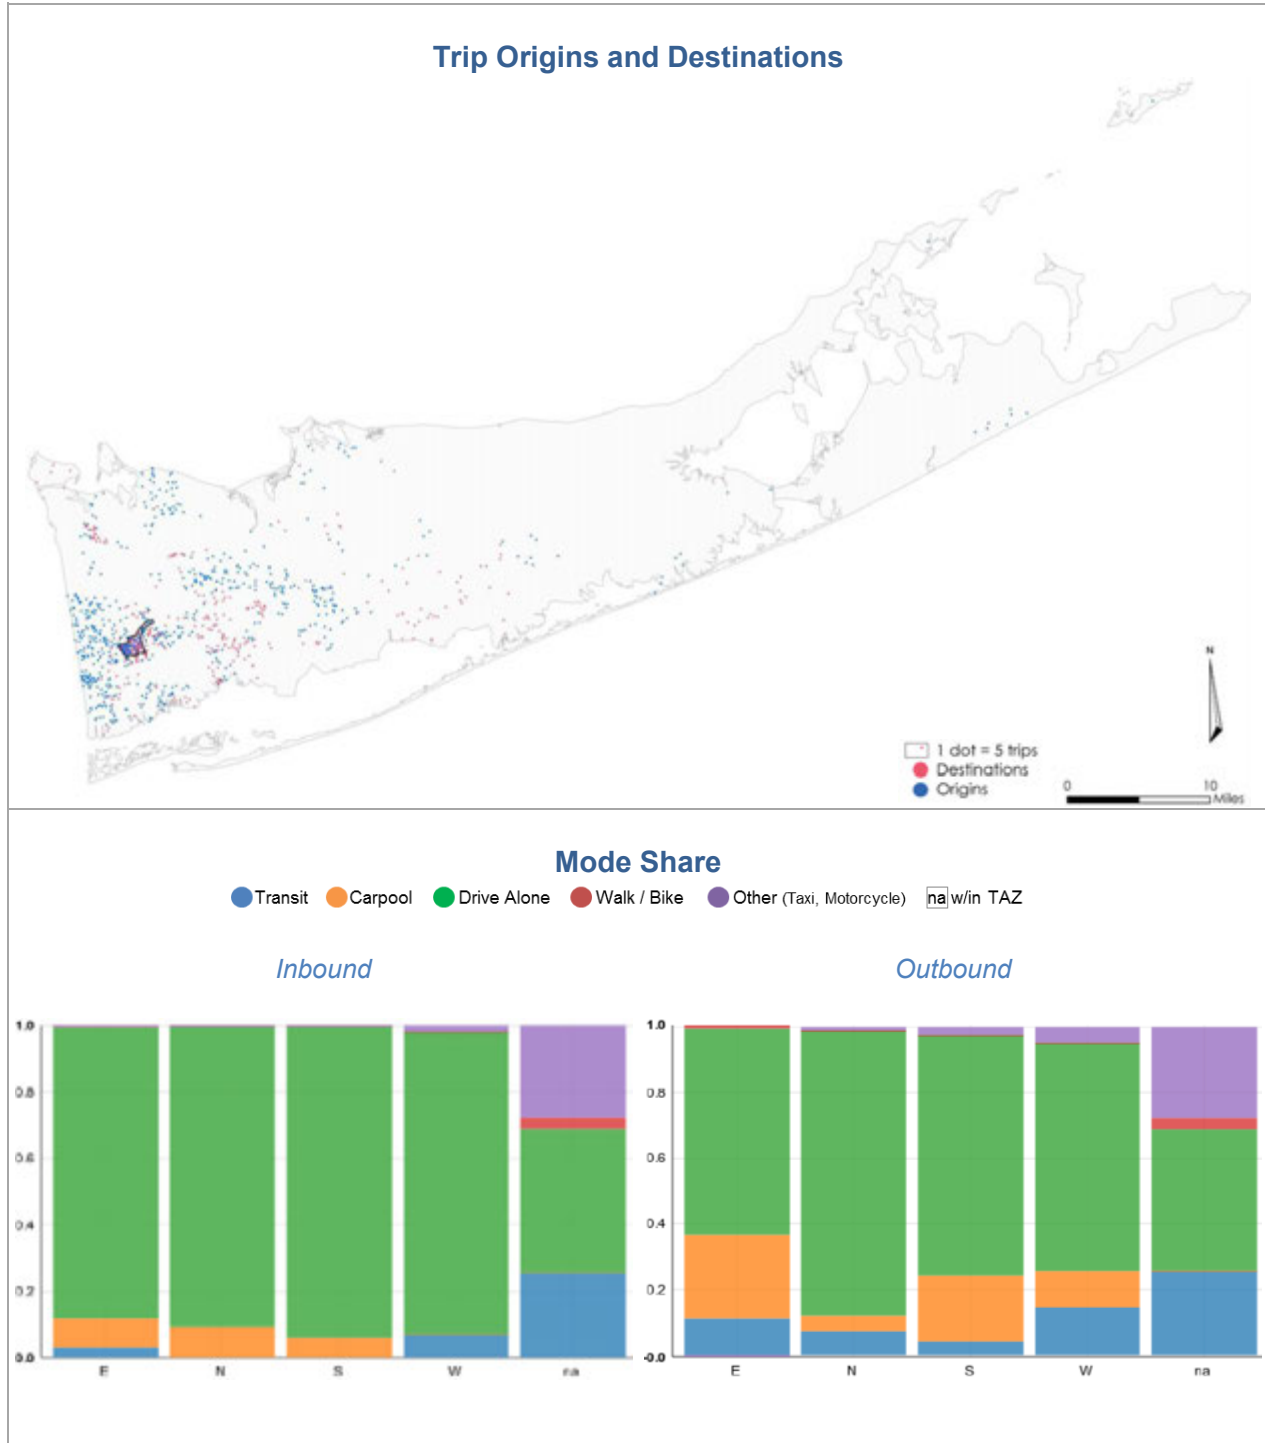 Trip Origins and Destinations
N
1 dot = 5 trips
Destinations
Origins
0 10
Miles
Mode Share
Transit Carpool Drive Alone Walk / Bike Other (Taxi, Motorcycle) na w/in TAZ
Inbound Outbound
1.0
0.8
0.6
0.4
0.2
0.0
E N S W na
1.0
0.8
0.6
0.4
0.2
-0.0
E N S W na